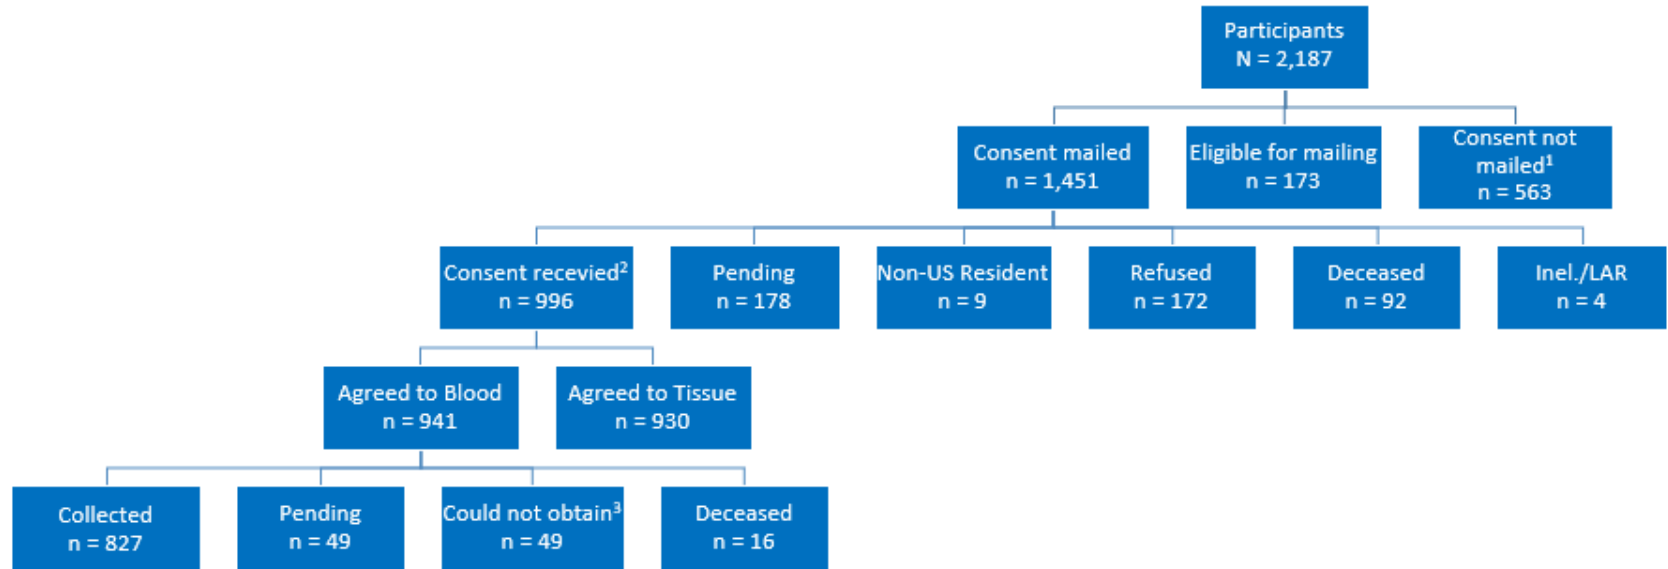 Participants
N = 2,187
Consent mailed
n = 1,451
Eligible for mailing
n = 173
Consent not
mailed¹
n = 563
Consent recevied²
n = 996
Pending
n = 178
Non-US Resident
n = 9
Refused
n = 172
Deceased
n = 92
Inel./LAR
n = 4
Agreed to Blood
n = 941
Agreed to Tissue
n = 930
Collected
n = 827
Pending
n = 49
Could not obtain³
n = 49
Deceased
n = 16